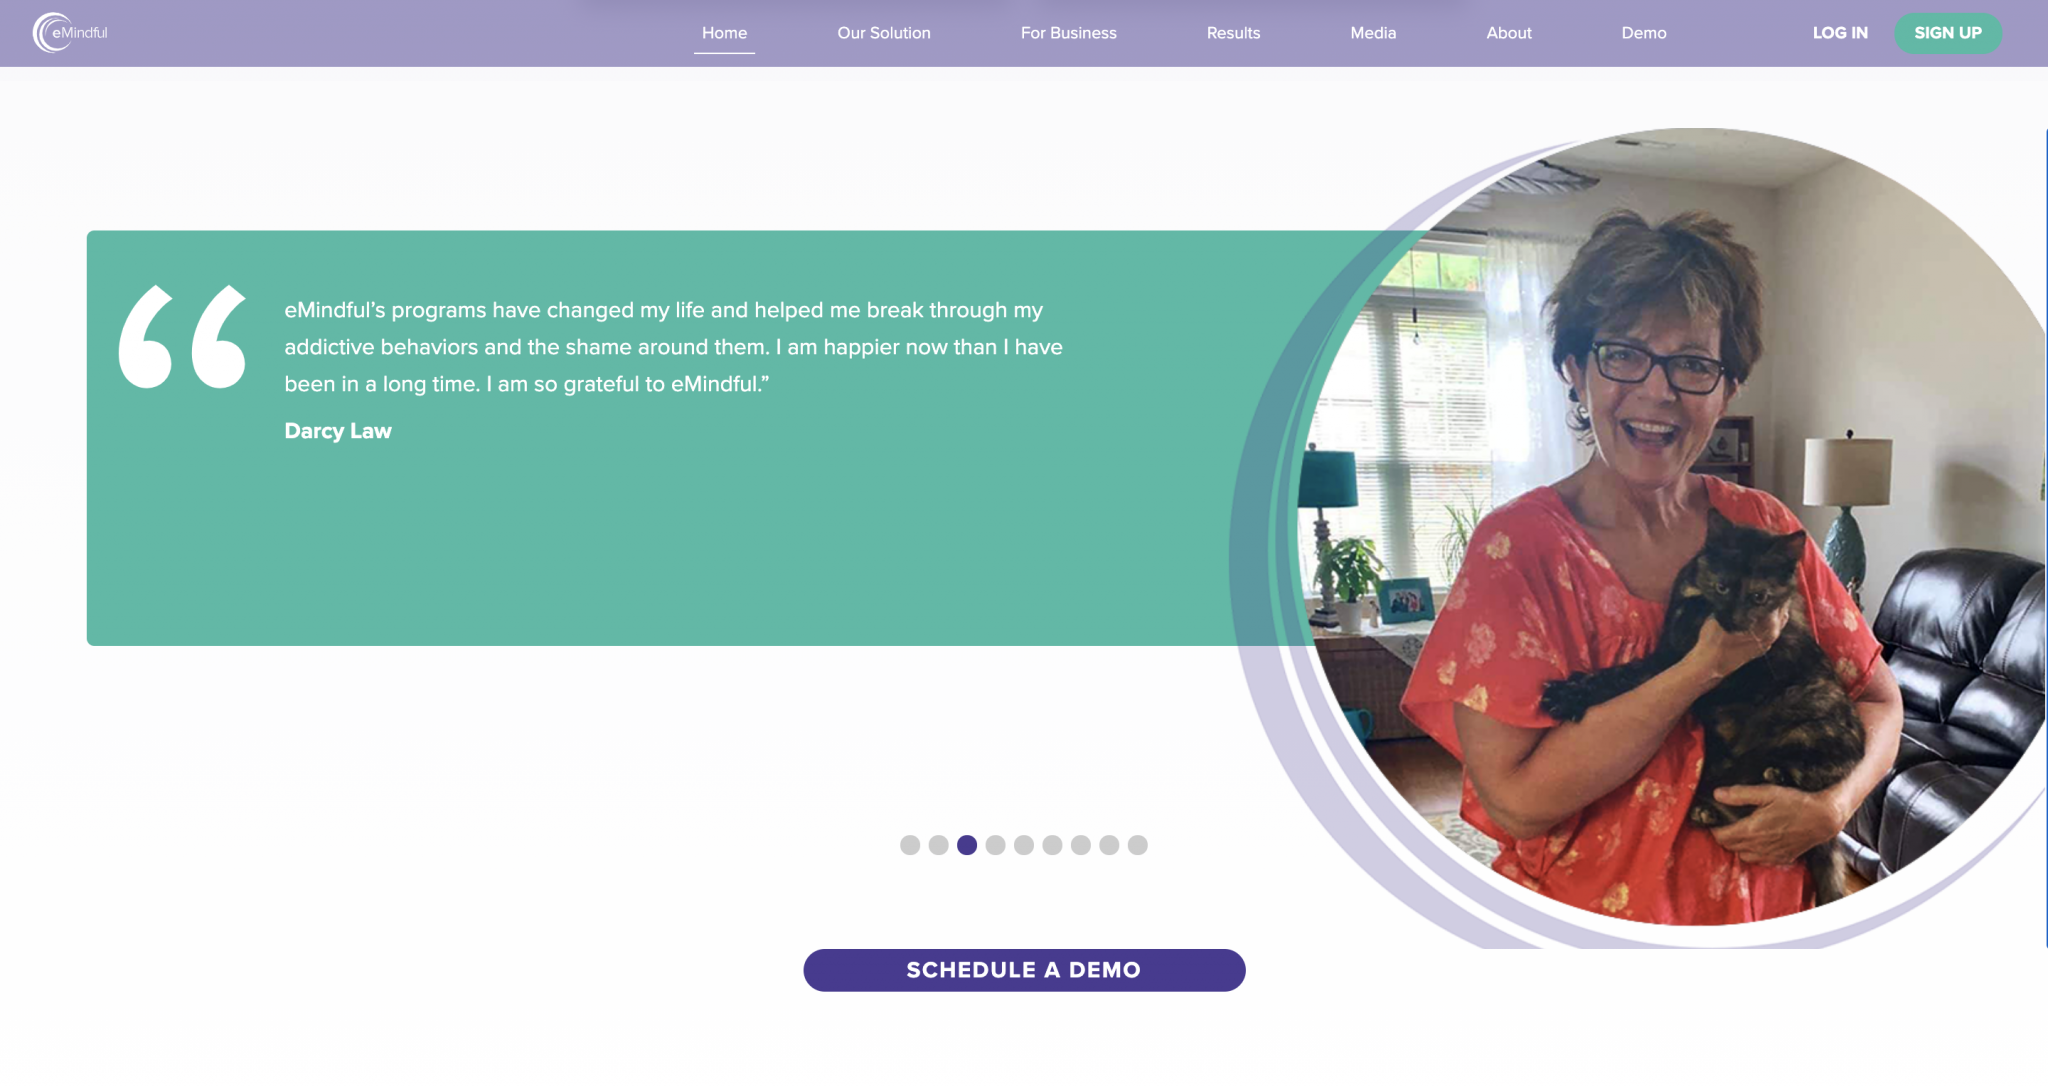 eMindful
Home
Our Solution
For Business
Results
Media
About
Demo
LOG IN
SIGN UP
“
eMindful’s programs have changed my life and helped me break through my
addictive behaviors and the shame around them. I am happier now than I have
been in a long time. I am so grateful to eMindful.”
Darcy Law
SCHEDULE A DEMO